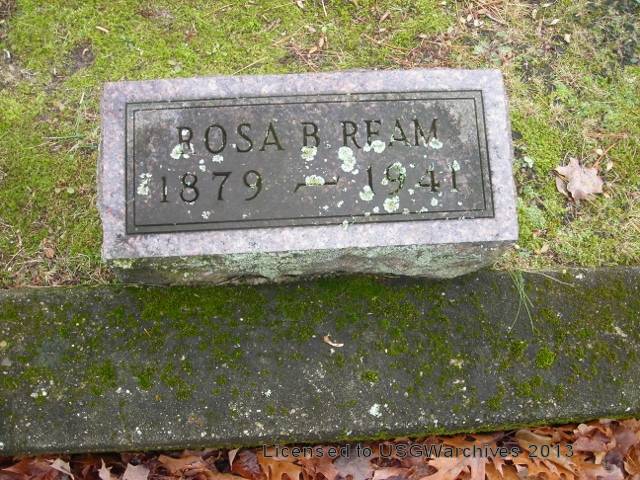 ROSA B. REAM
1879 — 1941
Licensed to USGWarchives 2013